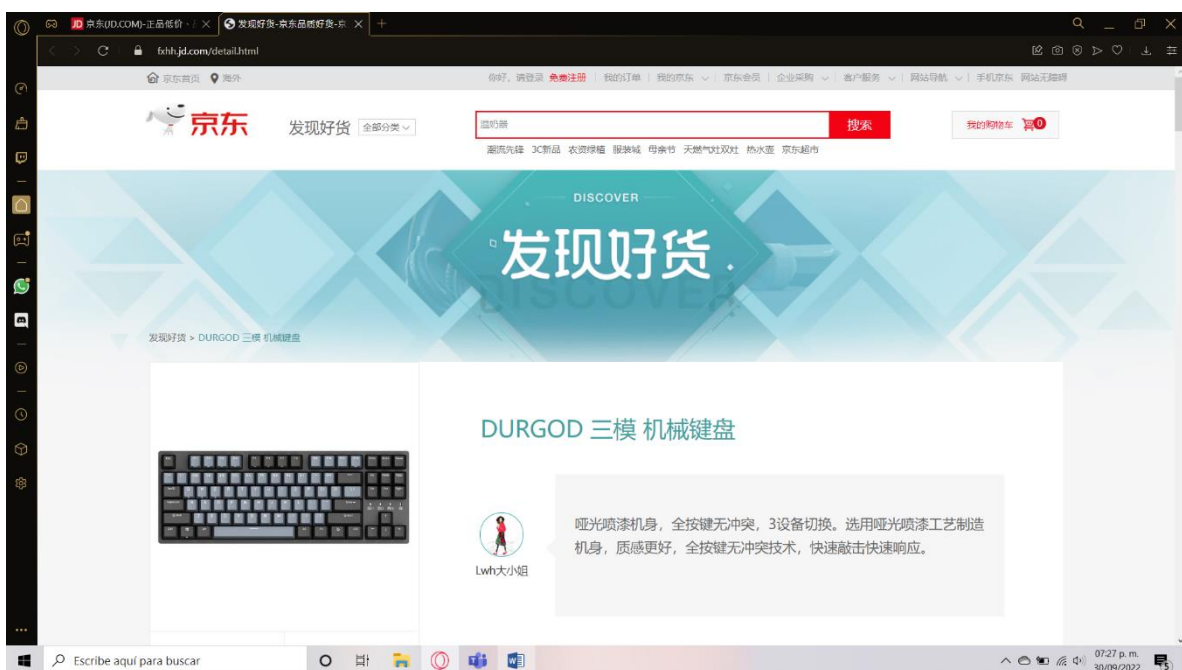 京东(JD.COM)-正品低价、
发现好货-京东品质好货-京
fxhh.jd.com/detail.html
京东首页 海外 你好，请登录 免费注册 我的订单 我的京东 京东会员 企业采购 客户服务 网站导航 手机京东 网站无障碍
京东 发现好货 全部分类 温奶器 搜索 我的购物车 0
潮流先锋 3C新品 农资绿植 服装城 母亲节 天燃气灶双灶 热水壶 京东超市
DISCOVER
发现好货
DISCOVER
发现好货 > DURGOD 三模 机械键盘
DURGOD 三模 机械键盘
哑光喷漆机身，全按键无冲突，3设备切换。选用哑光喷漆工艺制造
机身，质感更好，全按键无冲突技术，快速敲击快速响应。
Lwh大小姐
Escribe aquí para buscar
07:27 p. m.
30/09/2022